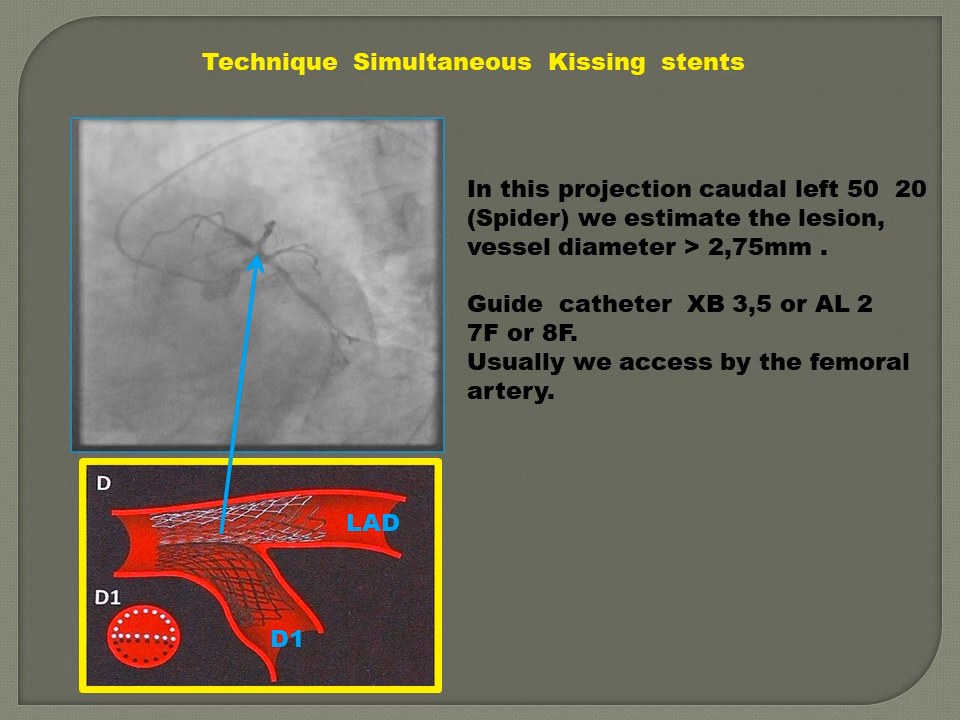 Technique Simultaneous Kissing stents
In this projection caudal left 50 20
(Spider) we estimate the lesion,
vessel diameter > 2,75mm .
Guide catheter XB 3,5 or AL 2
7F or 8F.
Usually we access by the femoral
artery.
D
LAD
D1
D1